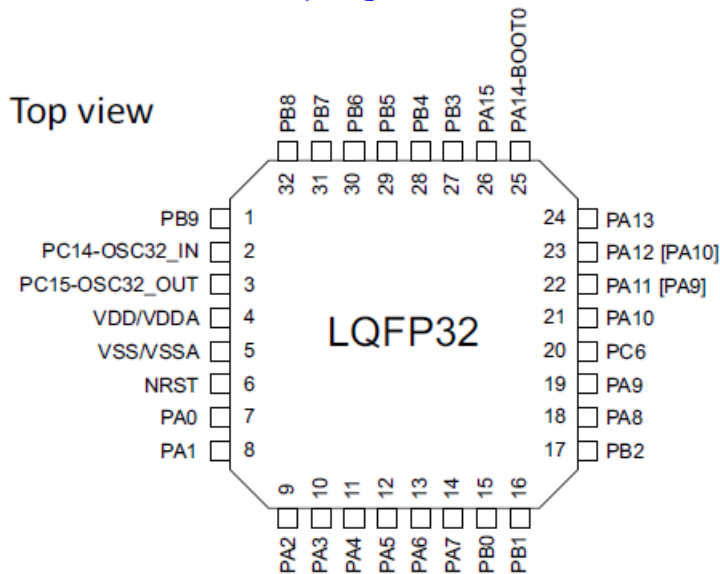 Top view
PB8
PB7
PB6
PB5
PB4
PB3
PA15
PA14-BOOT0
32
31
30
29
28
27
26
25
PB9 1
PC14-OSC32_IN 2
PC15-OSC32_OUT 3
VDD/VDDA 4
VSS/VSSA 5
NRST 6
PA0 7
PA1 8
LQFP32
24 PA13
23 PA12 [PA10]
22 PA11 [PA9]
21 PA10
20 PC6
19 PA9
18 PA8
17 PB2
9
10
11
12
13
14
15
16
PA2
PA3
PA4
PA5
PA6
PA7
PB0
PB1